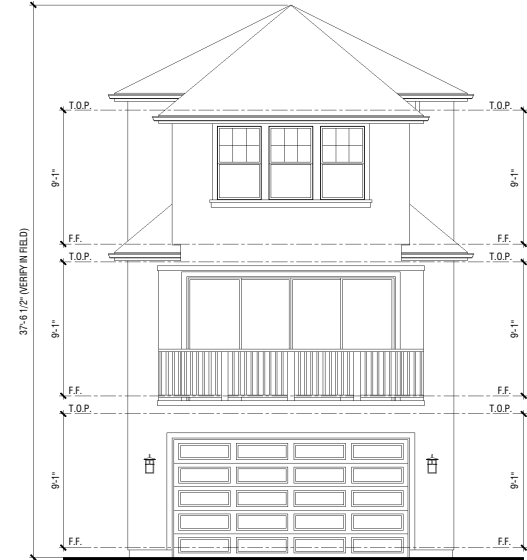 T.O.P. T.O.P.
9'-1" 9'-1"
37'-6 1/2" (VERIFY IN FIELD)
F.F. F.F.
T.O.P. T.O.P.
9'-1" 9'-1"
F.F. F.F.
T.O.P. T.O.P.
9'-1" 9'-1"
F.F. F.F.